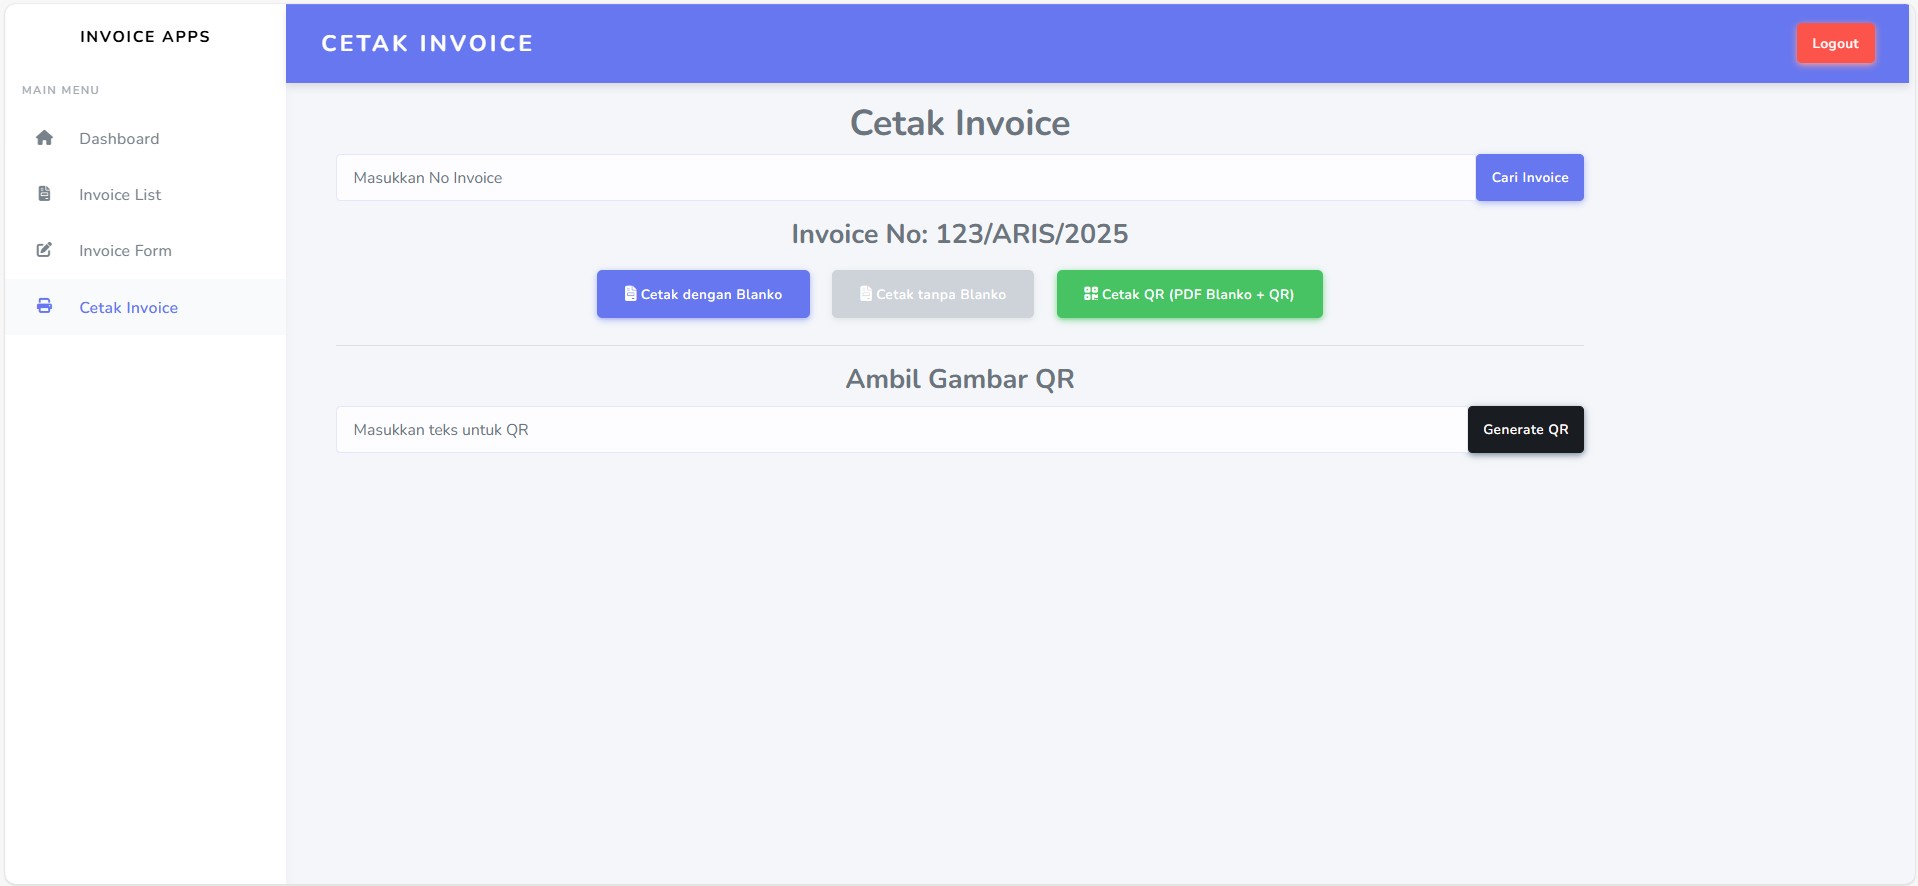 INVOICE APPS
MAIN MENU
Dashboard
Invoice List
Invoice Form
Cetak Invoice
CETAK INVOICE
Logout
Cetak Invoice
Masukkan No Invoice
Cari Invoice
Invoice No: 123/ARIS/2025
Cetak dengan Blanko
Cetak tanpa Blanko
Cetak QR (PDF Blanko + QR)
Ambil Gambar QR
Masukkan teks untuk QR
Generate QR